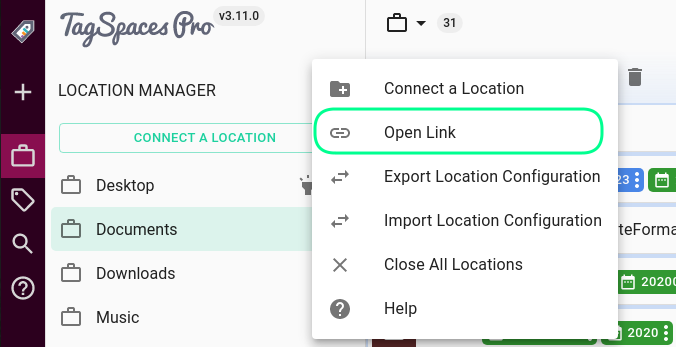 TagSpaces Pro
v3.11.0
31
LOCATION MANAGER
CONNECT A LOCATION
Desktop
Documents
Downloads
Music
Connect a Location
Open Link
Export Location Configuration
Import Location Configuration
Close All Locations
Help
23
teForma
20200
2020